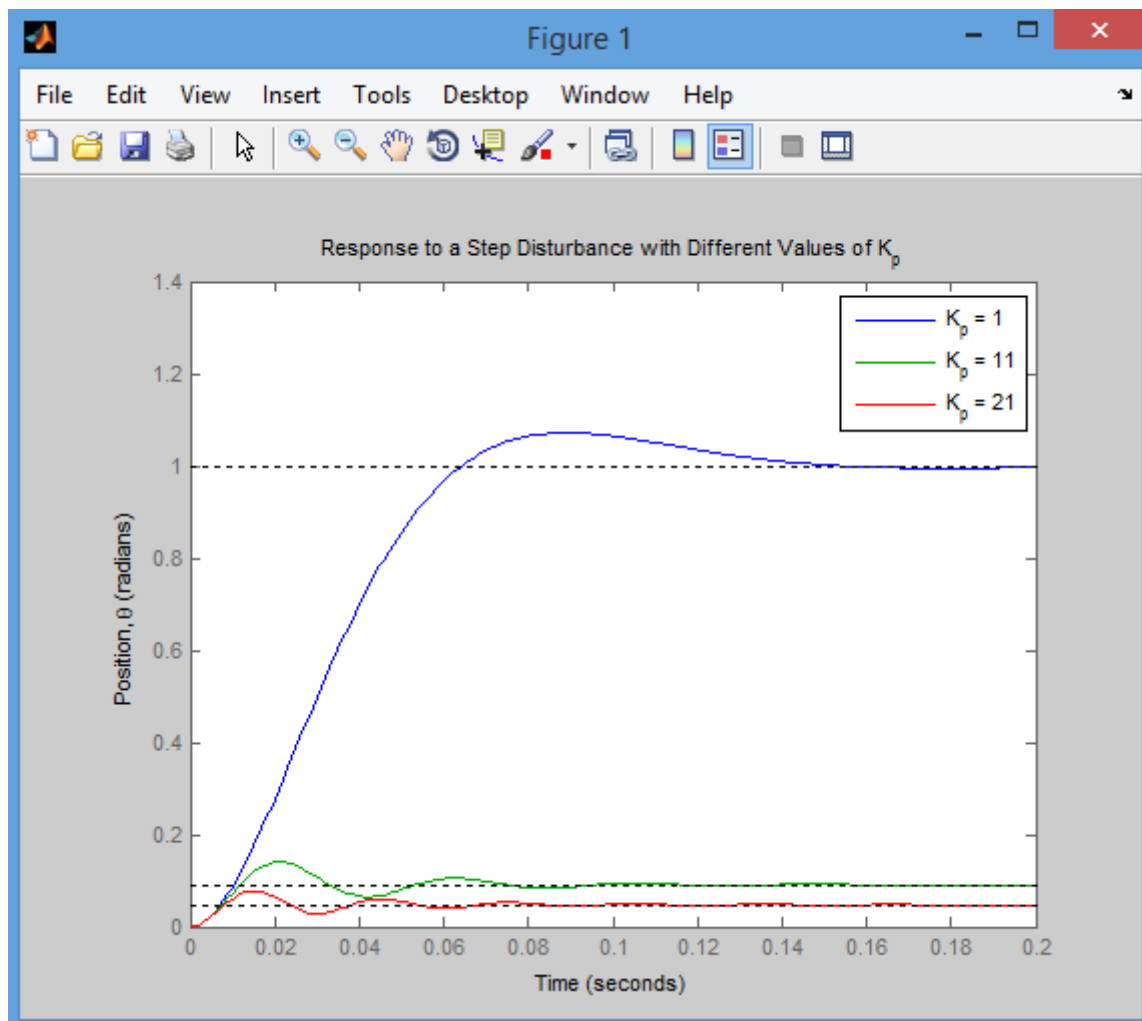 Figure 1
File Edit View Insert Tools Desktop Window Help
Response to a Step Disturbance with Different Values of Kp
Kp = 1
Kp = 11
Kp = 21
1.4
1.2
1
0.8
0.6
0.4
0.2
0
Position, θ (radians)
0 0.02 0.04 0.06 0.08 0.1 0.12 0.14 0.16 0.18 0.2
Time (seconds)